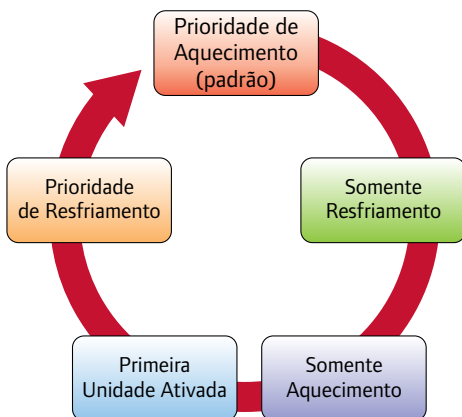 Prioridade de
Aquecimento
(padrão)
Somente
Resfriamento
Somente
Aquecimento
Primeira
Unidade Ativada
Prioridade
de Resfriamento